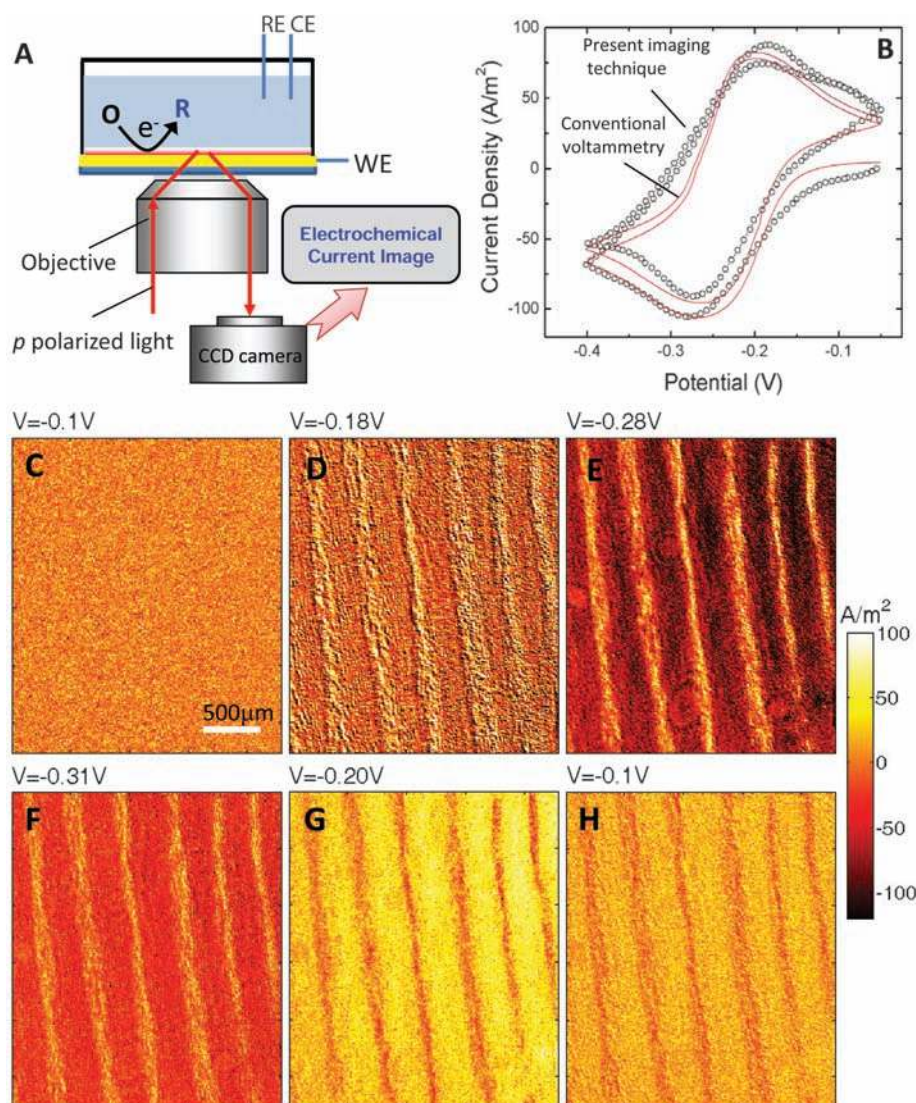 A
RE CE
O
e-
R
WE
Objective
Electrochemical
Current Image
p polarized light
CCD camera
B
Present imaging
technique
Conventional
voltammetry
Current Density (A/m²)
100
50
0
-50
-100
-0.4
-0.3
-0.2
-0.1
Potential (V)
V=-0.1V
V=-0.18V
V=-0.28V
C
D
E
500μm
A/m²
100
50
0
-50
-100
V=-0.31V
V=-0.20V
V=-0.1V
F
G
H